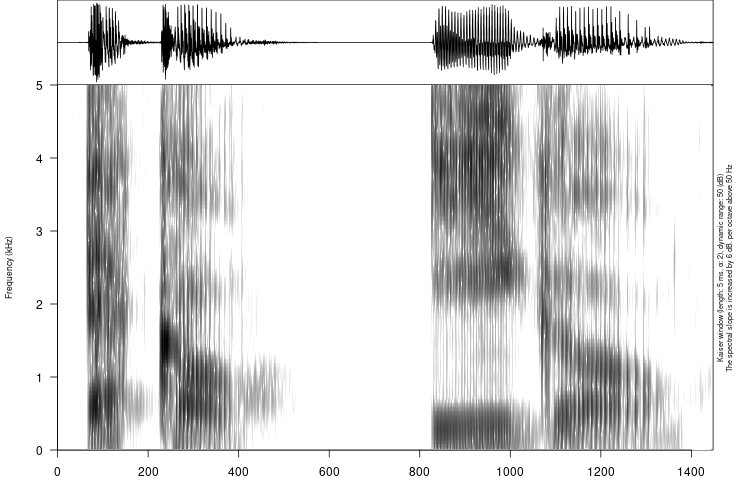 5
4
3
2
1
0
Frequency (kHz)
0 200 400 600 800 1000 1200 1400
Kaiser window (length: 5 ms, α: 2), dynamic range: 50 (dB)
The spectral slope is increased by 6 dB per octave above 50 Hz